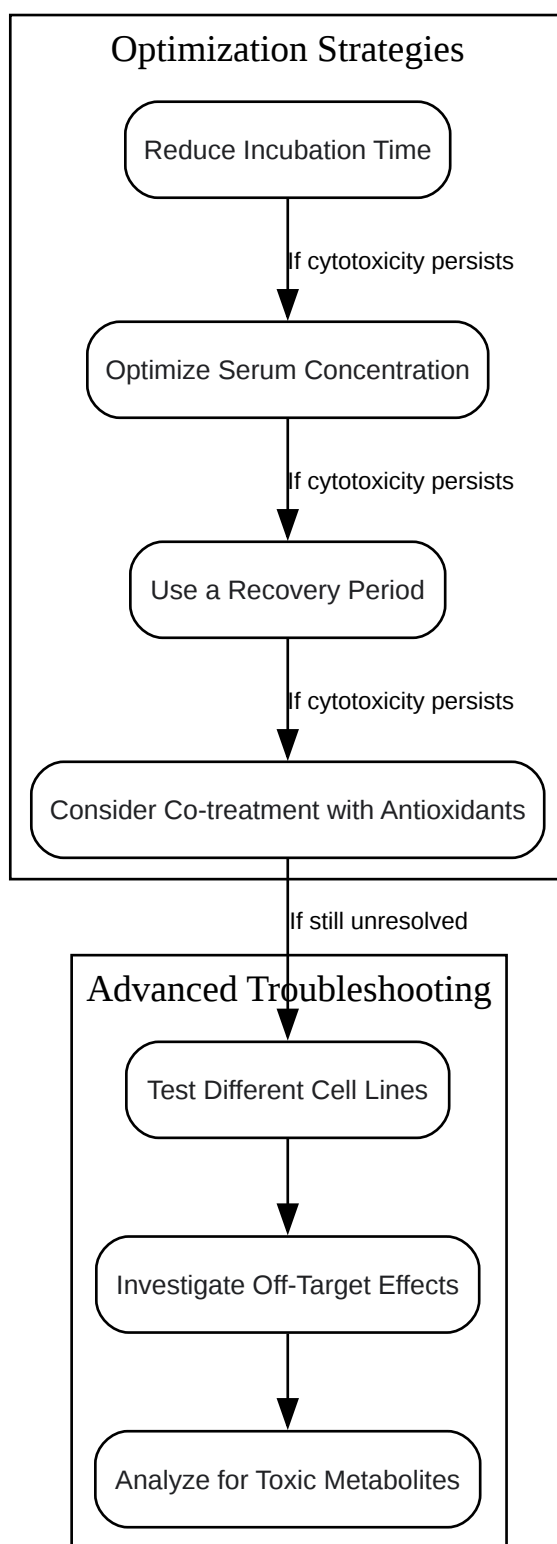 Optimization Strategies
Reduce Incubation Time
If cytotoxicity persists
Optimize Serum Concentration
If cytotoxicity persists
Use a Recovery Period
If cytotoxicity persists
Consider Co-treatment with Antioxidants
If still unresolved
Advanced Troubleshooting
Test Different Cell Lines
Investigate Off-Target Effects
Analyze for Toxic Metabolites